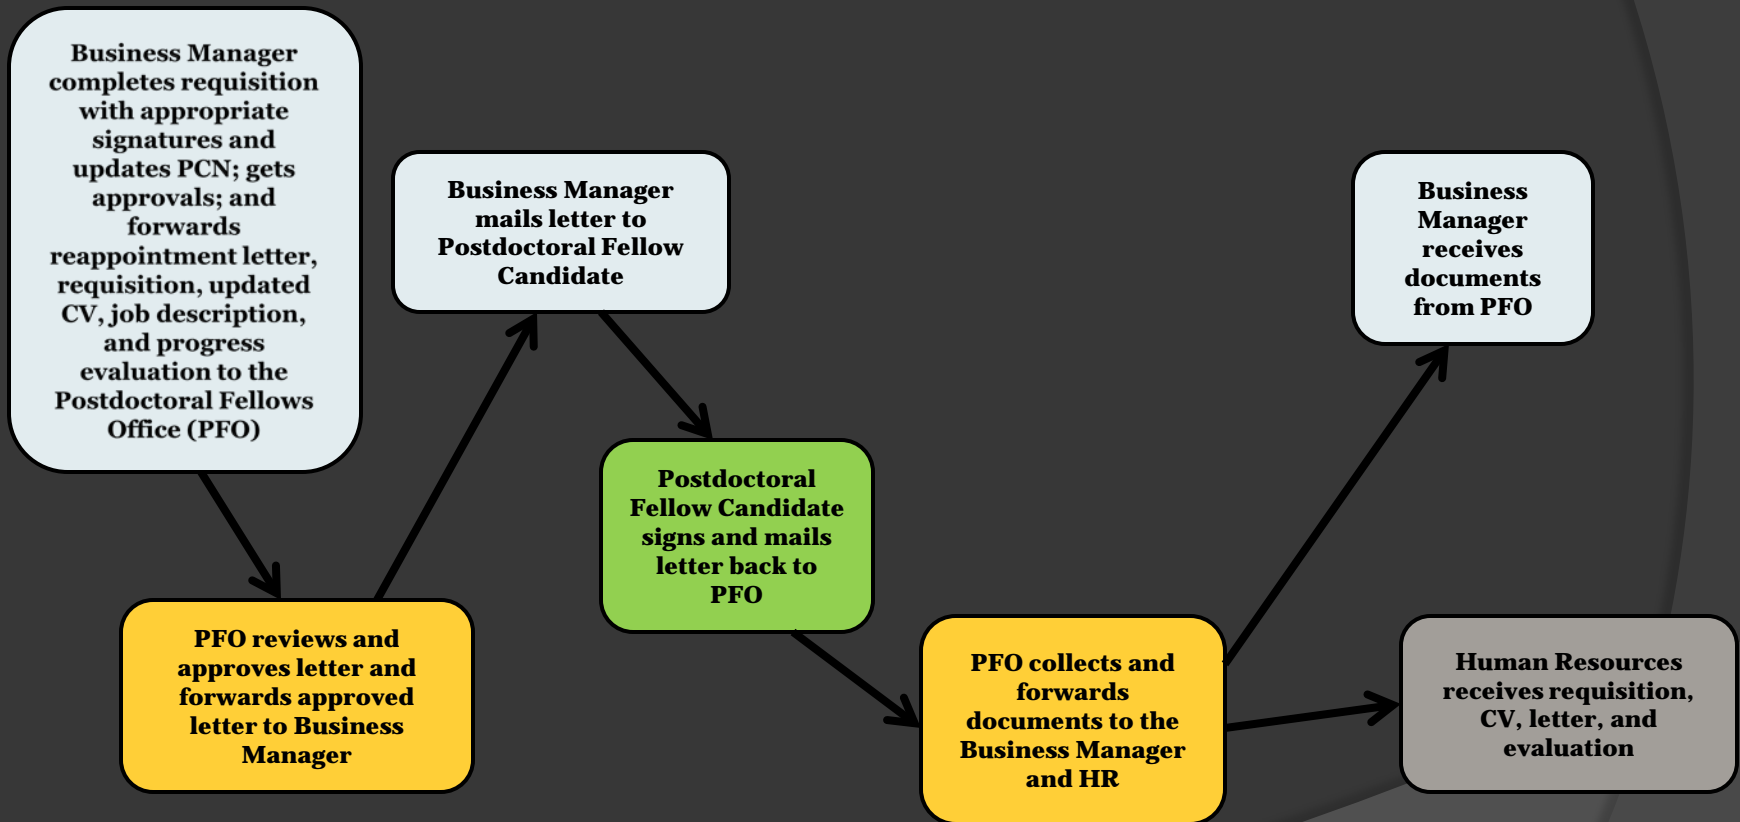 Business Manager
completes requisition
with appropriate
signatures and
updates PCN; gets
approvals; and
forwards
reappointment letter,
requisition, updated
CV, job description,
and progress
evaluation to the
Postdoctoral Fellows
Office (PFO)
PFO reviews and
approves letter and
forwards approved
letter to Business
Manager
Business Manager
mails letter to
Postdoctoral Fellow
Candidate
Postdoctoral
Fellow Candidate
signs and mails
letter back to
PFO
PFO collects and
forwards
documents to the
Business Manager
and HR
Business
Manager
receives
documents
from PFO
Human Resources
receives requisition,
CV, letter, and
evaluation